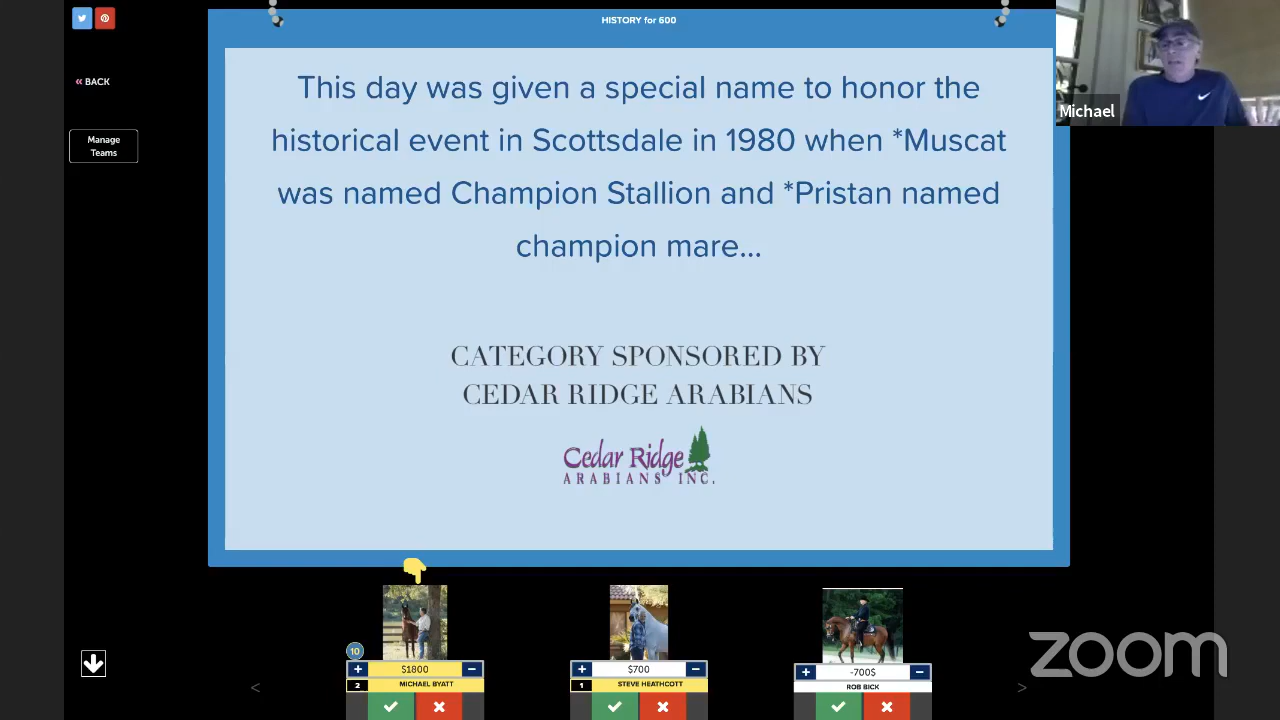 HISTORY for 600
« BACK
Manage
Teams
Michael
This day was given a special name to honor the
historical event in Scottsdale in 1980 when *Muscat
was named Champion Stallion and *Pristan named
champion mare...
CATEGORY SPONSORED BY
CEDAR RIDGE ARABIANS
Cedar Ridge
ARABIANS INC.
10
+ $1800 −
2 MICHAEL BYATT
+ $700 −
1 STEVE HEATHCOTT
+ -700$ −
ROB BICK
< >
zoom